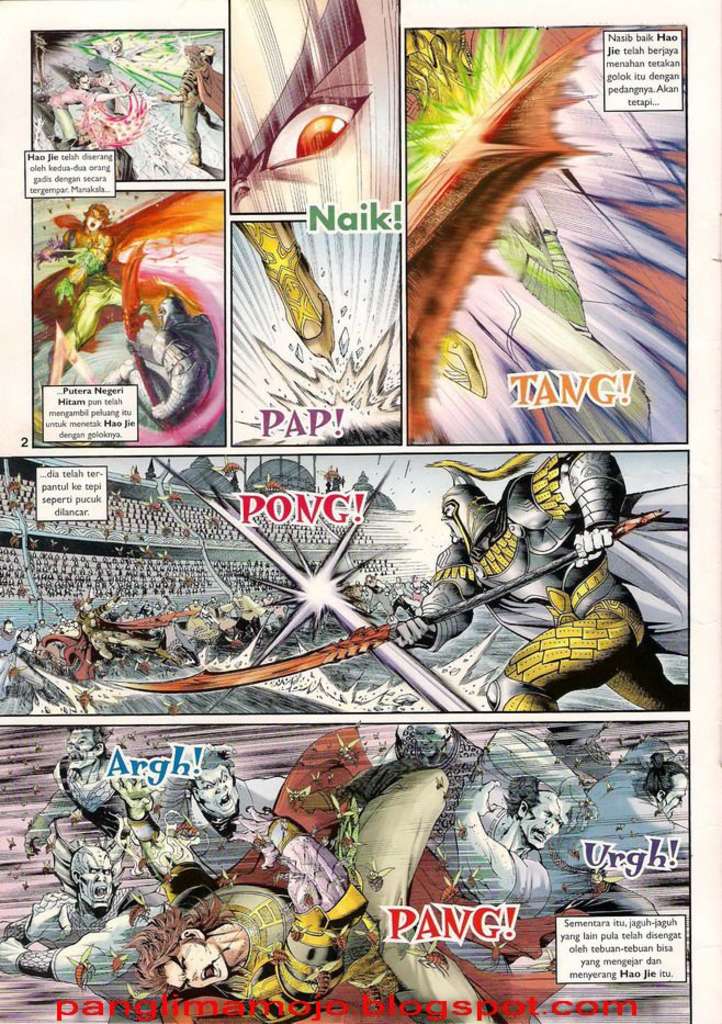 Hao Jie telah diserang
oleh kedua-dua orang
gadis dengan secara
tergempar. Manakala...
Naik!
Nasib baik Hao
Jie telah berjaya
menahan tetakan
golok itu dengan
pedangnya. Akan
tetapi...
...Putera Negeri
Hitam pun telah
mengambil peluang itu
untuk menetak Hao Jie
dengan goloknya.
PAP!
TANG!
2
...dia telah ter-
pantul ke tepi
seperti pucuk
dilancar.
PONG!
Argh!
Urgh!
PANG!
Sementara itu, jaguh-jaguh
yang lain pula telah disengat
oleh tebuan-tebuan bisa
yang mengejar dan
menyerang Hao Jie itu.
panglimamojo.blogspot.com